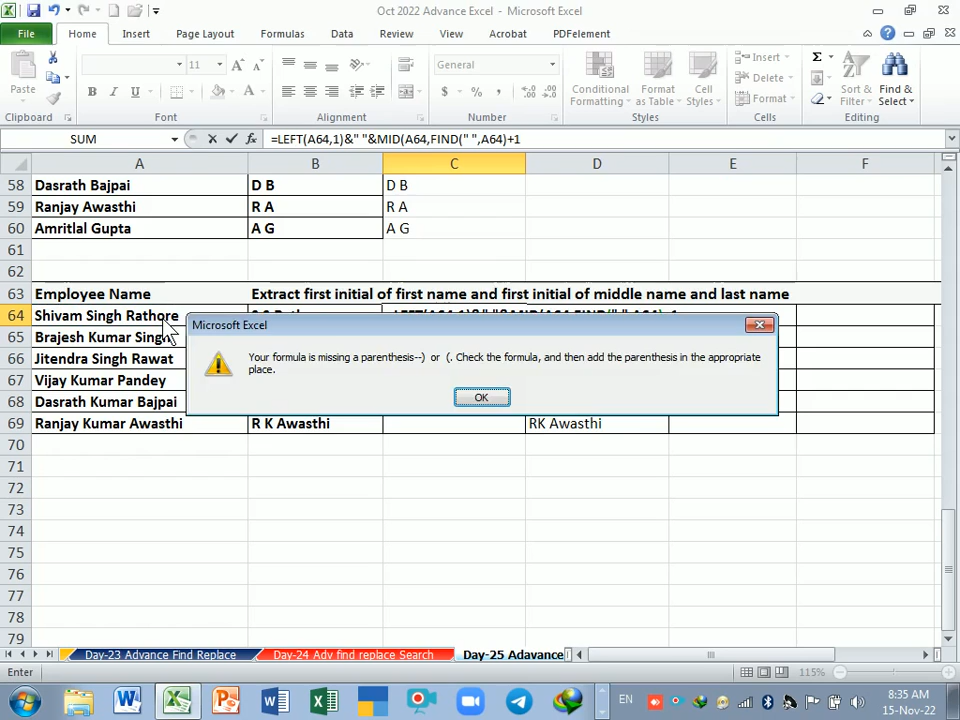 Oct 2022 Advance Excel - Microsoft Excel
File Home Insert Page Layout Formulas Data Review View Acrobat PDFelement
Paste
Clipboard
11
B I U
Font
Alignment
General
$ % ,
Number
Conditional Formatting
Format as Table
Cell Styles
Styles
Insert
Delete
Format
Cells
Σ
Sort & Filter
Find & Select
Editing
SUM
fx =LEFT(A64,1)&" "&MID(A64,FIND(" ",A64)+1
A B C D E F
58 Dasrath Bajpai D B D B
59 Ranjay Awasthi R A R A
60 Amritlal Gupta A G A G
61
62
63 Employee Name Extract first initial of first name and first initial of middle name and last name
64 Shivam Singh Rathore
65 Brajesh Kumar Singh
66 Jitendra Singh Rawat
67 Vijay Kumar Pandey
68 Dasrath Kumar Bajpai
69 Ranjay Kumar Awasthi R K Awasthi RK Awasthi
70
71
72
73
74
75
76
77
78
79
Microsoft Excel
Your formula is missing a parenthesis--) or (. Check the formula, and then add the parenthesis in the appropriate
place.
OK
Day-23 Advance Find Replace Day-24 Adv find replace Search Day-25 Adavance
Enter 115%
EN 8:35 AM
15-Nov-22